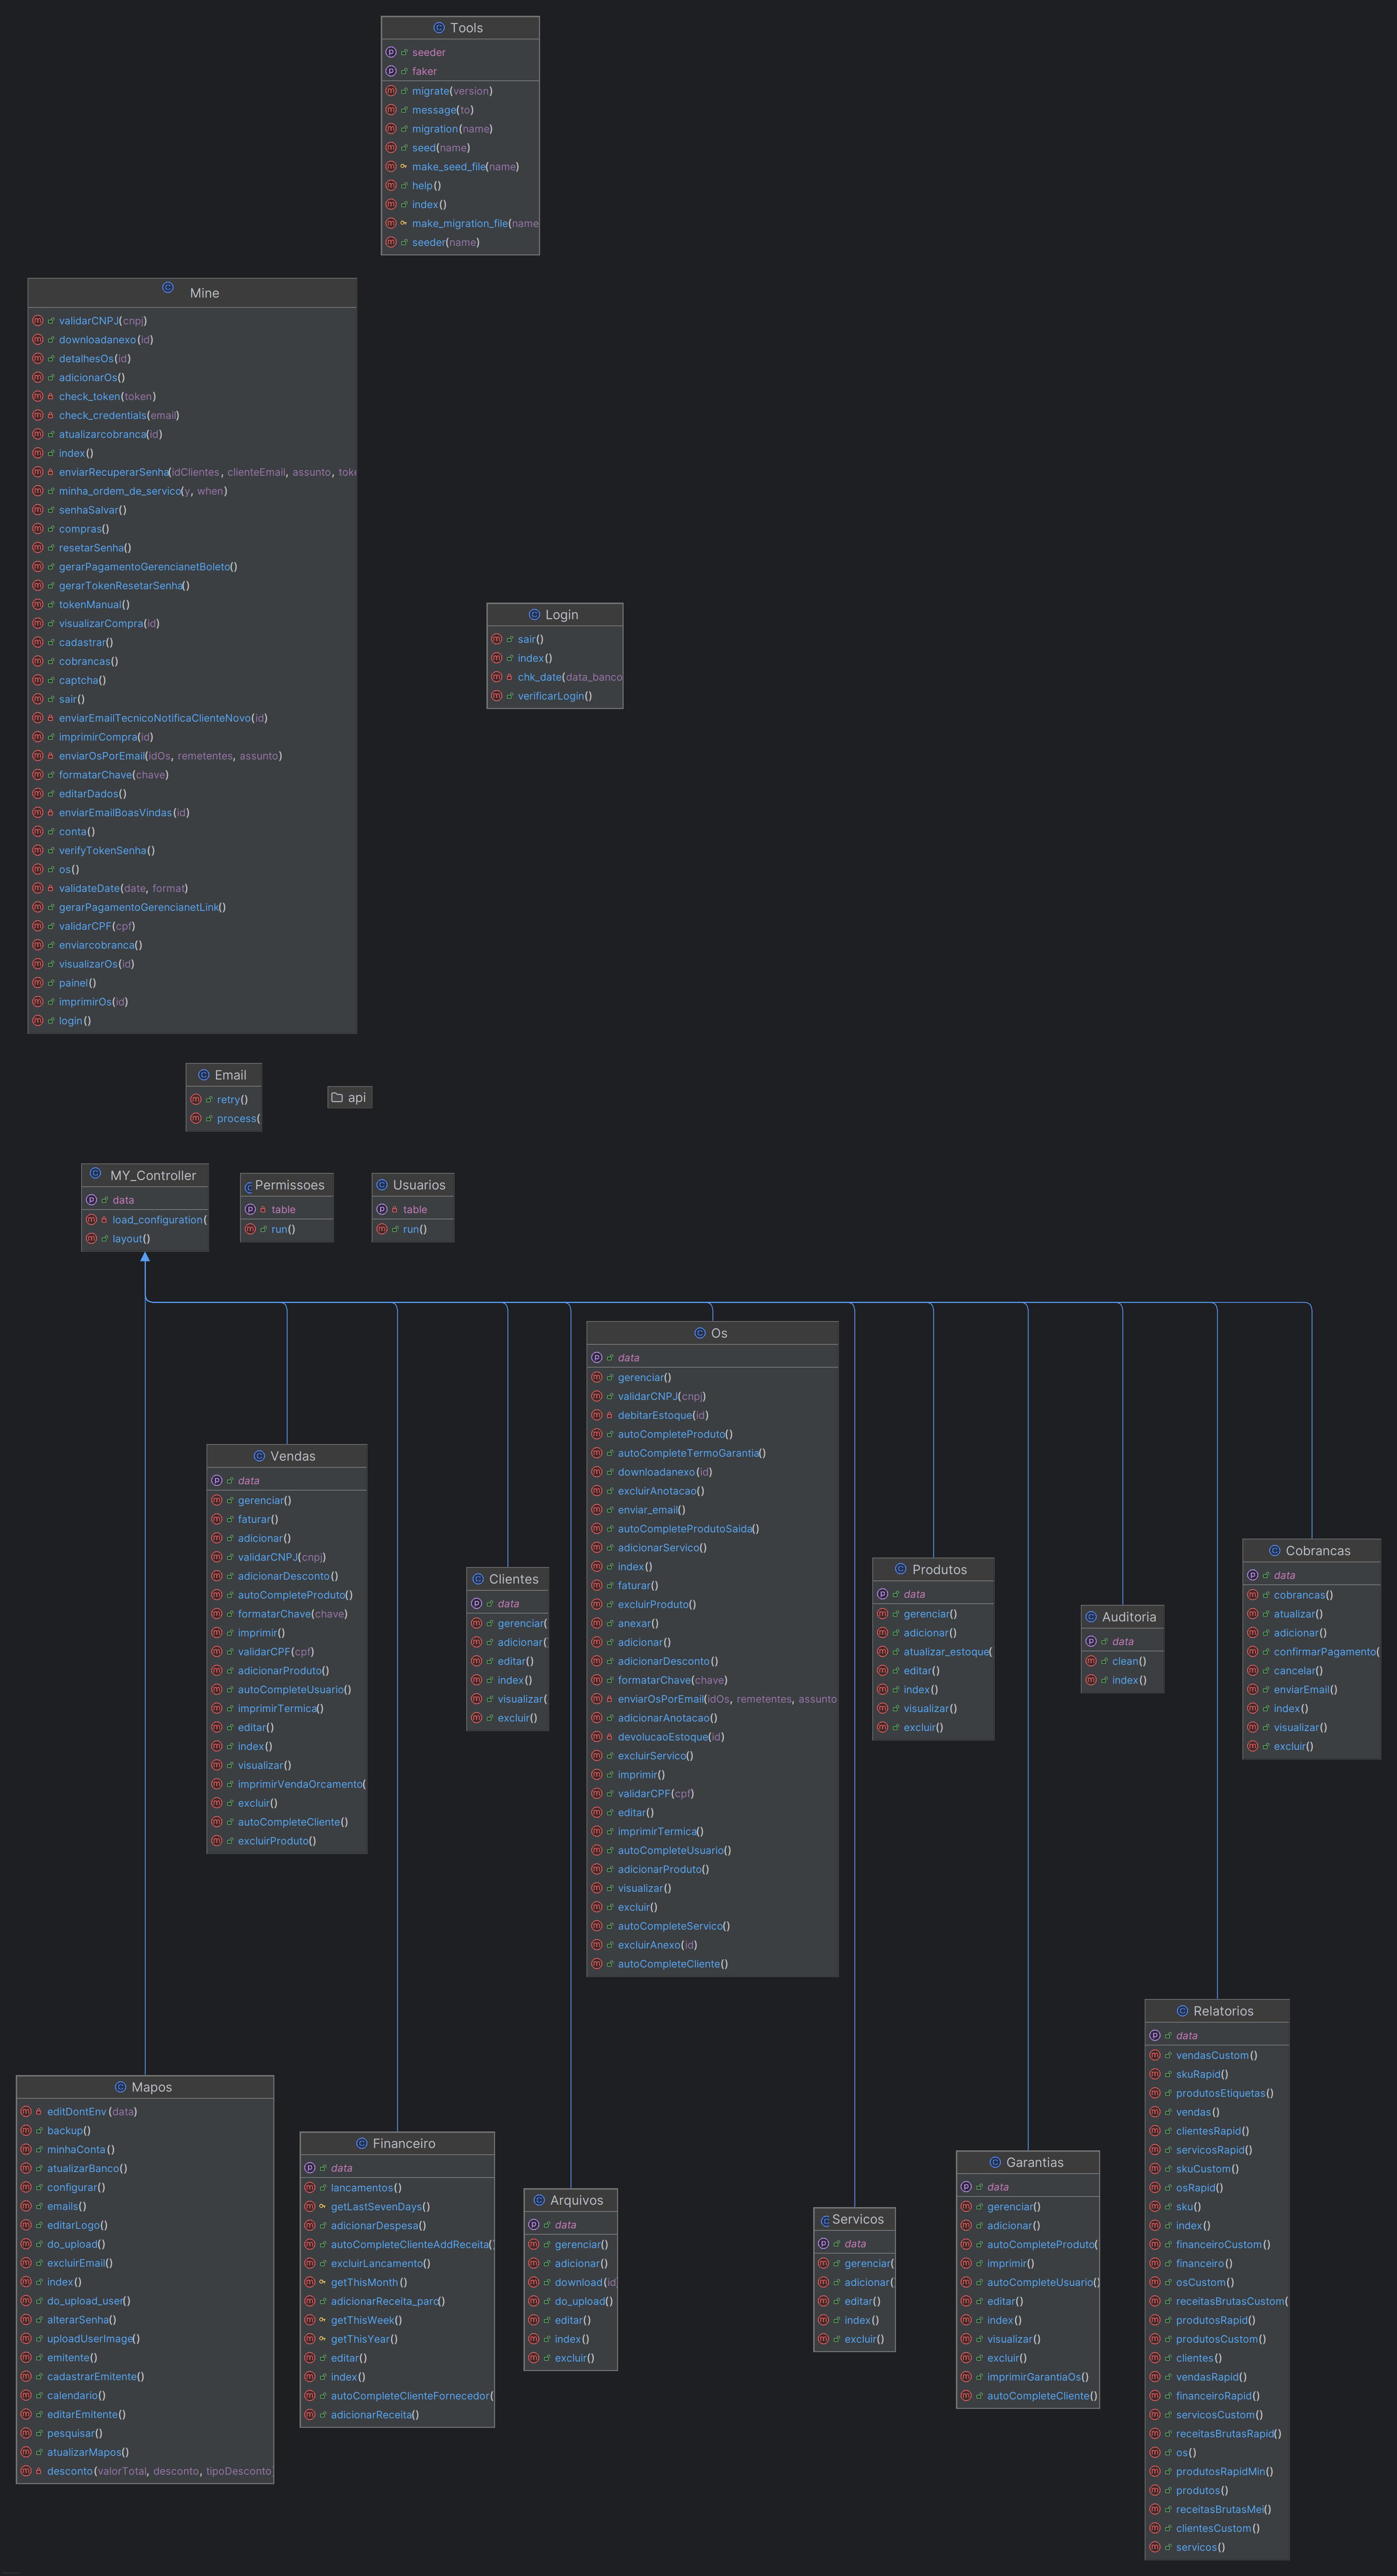 Tools
seeder
faker
migrate(version)
message(to)
migration(name)
seed(name)
make_seed_file(name)
help()
index()
make_migration_file(name
seeder(name)
Mine
validarCNPJ(cnpj)
downloadanexo(id)
detalhesOs(id)
adicionarOs()
check_token(token)
check_credentials(email)
atualizarcobranca(id)
index()
enviarRecuperarSenha(idClientes, clienteEmail, assunto, toke
minha_ordem_de_servico(y, when)
senhaSalvar()
compras()
resetarSenha()
gerarPagamentoGerencianetBoleto()
gerarTokenResetarSenha()
tokenManual()
visualizarCompra(id)
cadastrar()
cobrancas()
captcha()
sair()
enviarEmailTecnicoNotificaClienteNovo(id)
imprimirCompra(id)
enviarOsPorEmail(idOs, remetentes, assunto)
formatarChave(chave)
editarDados()
enviarEmailBoasVindas(id)
conta()
verifyTokenSenha()
os()
validateDate(date, format)
gerarPagamentoGerencianetLink()
validarCPF(cpf)
enviarcobranca()
visualizarOs(id)
painel()
imprimirOs(id)
login()
Login
sair()
index()
chk_date(data_banco
verificarLogin()
Email
retry()
process(
api
MY_Controller
data
load_configuration(
layout()
Permissoes
table
run()
Usuarios
table
run()
Os
data
gerenciar()
validarCNPJ(cnpj)
debitarEstoque(id)
autoCompleteProduto()
autoCompleteTermoGarantia()
downloadanexo(id)
excluirAnotacao()
enviar_email()
autoCompleteProdutoSaida()
adicionarServico()
index()
faturar()
excluirProduto()
anexar()
adicionar()
adicionarDesconto()
formatarChave(chave)
enviarOsPorEmail(idOs, remetentes, assunto
adicionarAnotacao()
devolucaoEstoque(id)
excluirServico()
imprimir()
validarCPF(cpf)
editar()
imprimirTermica()
autoCompleteUsuario()
adicionarProduto()
visualizar()
excluir()
autoCompleteServico()
excluirAnexo(id)
autoCompleteCliente()
Vendas
data
gerenciar()
faturar()
adicionar()
validarCNPJ(cnpj)
adicionarDesconto()
autoCompleteProduto()
formatarChave(chave)
imprimir()
validarCPF(cpf)
adicionarProduto()
autoCompleteUsuario()
imprimirTermica()
editar()
index()
visualizar()
imprimirVendaOrcamento(
excluir()
autoCompleteCliente()
excluirProduto()
Clientes
data
gerenciar(
adicionar(
editar()
index()
visualizar(
excluir()
Produtos
data
gerenciar()
adicionar()
atualizar_estoque(
editar()
index()
visualizar()
excluir()
Auditoria
data
clean()
index()
Cobrancas
data
cobrancas()
atualizar()
adicionar()
confirmarPagamento(
cancelar()
enviarEmail()
index()
visualizar()
excluir()
Relatorios
data
vendasCustom()
skuRapid()
produtosEtiquetas()
vendas()
clientesRapid()
servicosRapid()
skuCustom()
osRapid()
sku()
index()
financeiroCustom()
financeiro()
osCustom()
receitasBrutasCustom(
produtosRapid()
produtosCustom()
clientes()
vendasRapid()
financeiroRapid()
servicosCustom()
receitasBrutasRapid()
os()
produtosRapidMin()
produtos()
receitasBrutasMei()
clientesCustom()
servicos()
Mapos
editDontEnv(data)
backup()
minhaConta()
atualizarBanco()
configurar()
emails()
editarLogo()
do_upload()
excluirEmail()
index()
do_upload_user()
alterarSenha()
uploadUserImage()
emitente()
cadastrarEmitente()
calendario()
editarEmitente()
pesquisar()
atualizarMapos()
desconto(valorTotal, desconto, tipoDesconto
Financeiro
data
lancamentos()
getLastSevenDays()
adicionarDespesa()
autoCompleteClienteAddReceita(
excluirLancamento()
getThisMonth()
adicionarReceita_parc()
getThisWeek()
getThisYear()
editar()
index()
autoCompleteClienteFornecedor(
adicionarReceita()
Arquivos
data
gerenciar()
adicionar()
download(id
do_upload()
editar()
index()
excluir()
Servicos
data
gerenciar(
adicionar(
editar()
index()
excluir()
Garantias
data
gerenciar()
adicionar()
autoCompleteProduto(
imprimir()
autoCompleteUsuario()
editar()
index()
visualizar()
excluir()
imprimirGarantiaOs()
autoCompleteCliente()